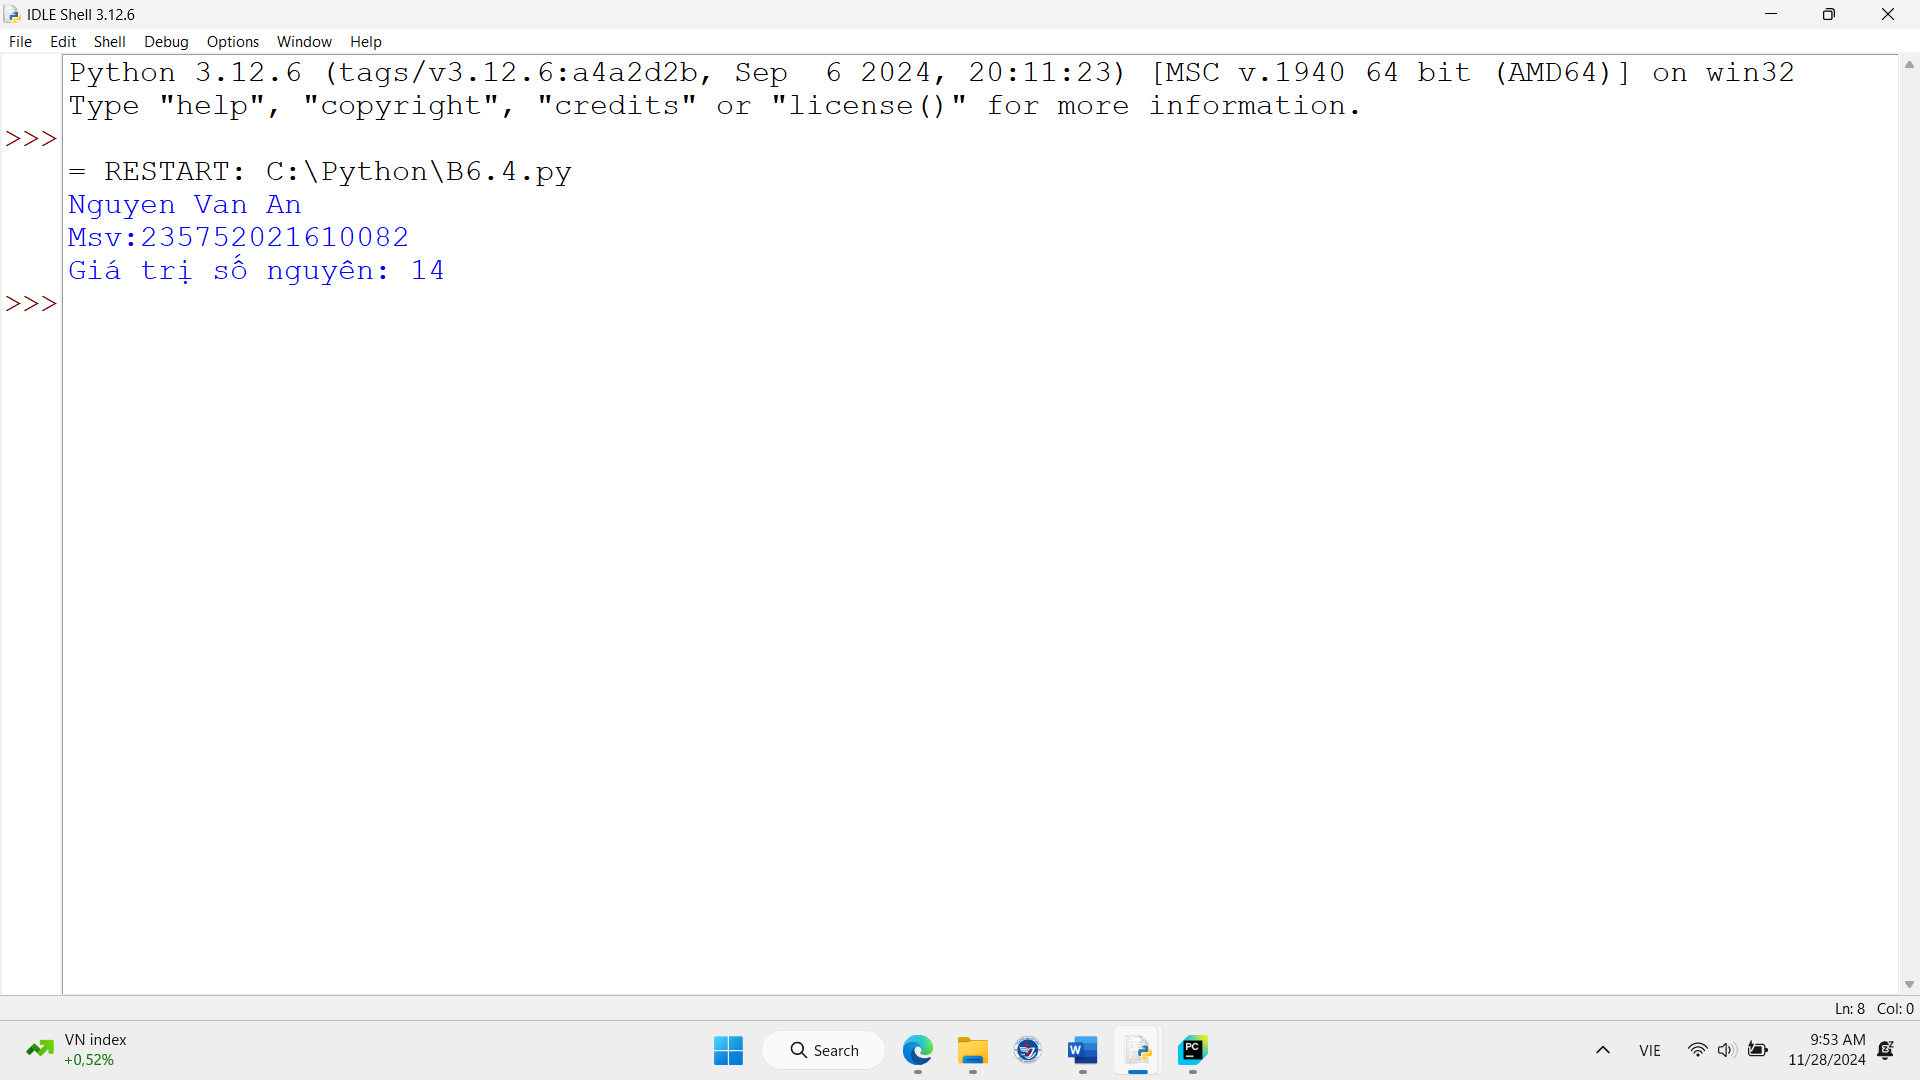 IDLE Shell 3.12.6
File Edit Shell Debug Options Window Help
Python 3.12.6 (tags/v3.12.6:a4a2d2b, Sep  6 2024, 20:11:23) [MSC v.1940 64 bit (AMD64)] on win32
Type "help", "copyright", "credits" or "license()" for more information.
>>>
= RESTART: C:\Python\B6.4.py
Nguyen Van An
Msv:235752021610082
Giá trị số nguyên: 14
>>>
Ln: 8 Col: 0
VN index
+0,52%
Search
W
PC
VIE
9:53 AM
11/28/2024